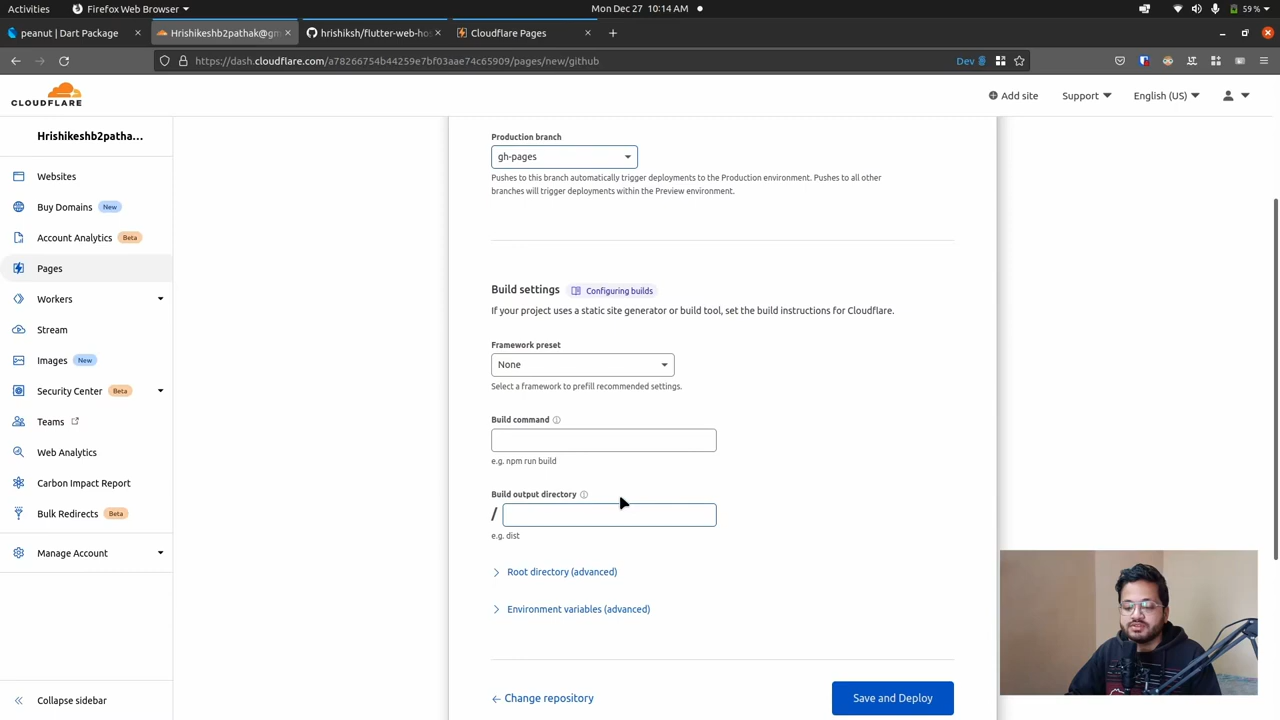 Activities
Firefox Web Browser
Mon Dec 27 10:14 AM
59 %
peanut | Dart Package
Hrishikeshb2pathak@gm
hrishiksh/flutter-web-hos
Cloudflare Pages
https://dash.cloudflare.com/a78266754b44259e7bf03aae74c65909/pages/new/github
Dev
CLOUDFLARE
Add site
Support
English (US)
Hrishikeshb2patha...
Websites
Buy Domains New
Account Analytics Beta
Pages
Workers
Stream
Images New
Security Center Beta
Teams
Web Analytics
Carbon Impact Report
Bulk Redirects Beta
Manage Account
Collapse sidebar
Production branch
gh-pages
Pushes to this branch automatically trigger deployments to the Production environment. Pushes to all other
branches will trigger deployments within the Preview environment.
Build settings Configuring builds
If your project uses a static site generator or build tool, set the build instructions for Cloudflare.
Framework preset
None
Select a framework to prefill recommended settings.
Build command
e.g. npm run build
Build output directory
/
e.g. dist
Root directory (advanced)
Environment variables (advanced)
← Change repository
Save and Deploy